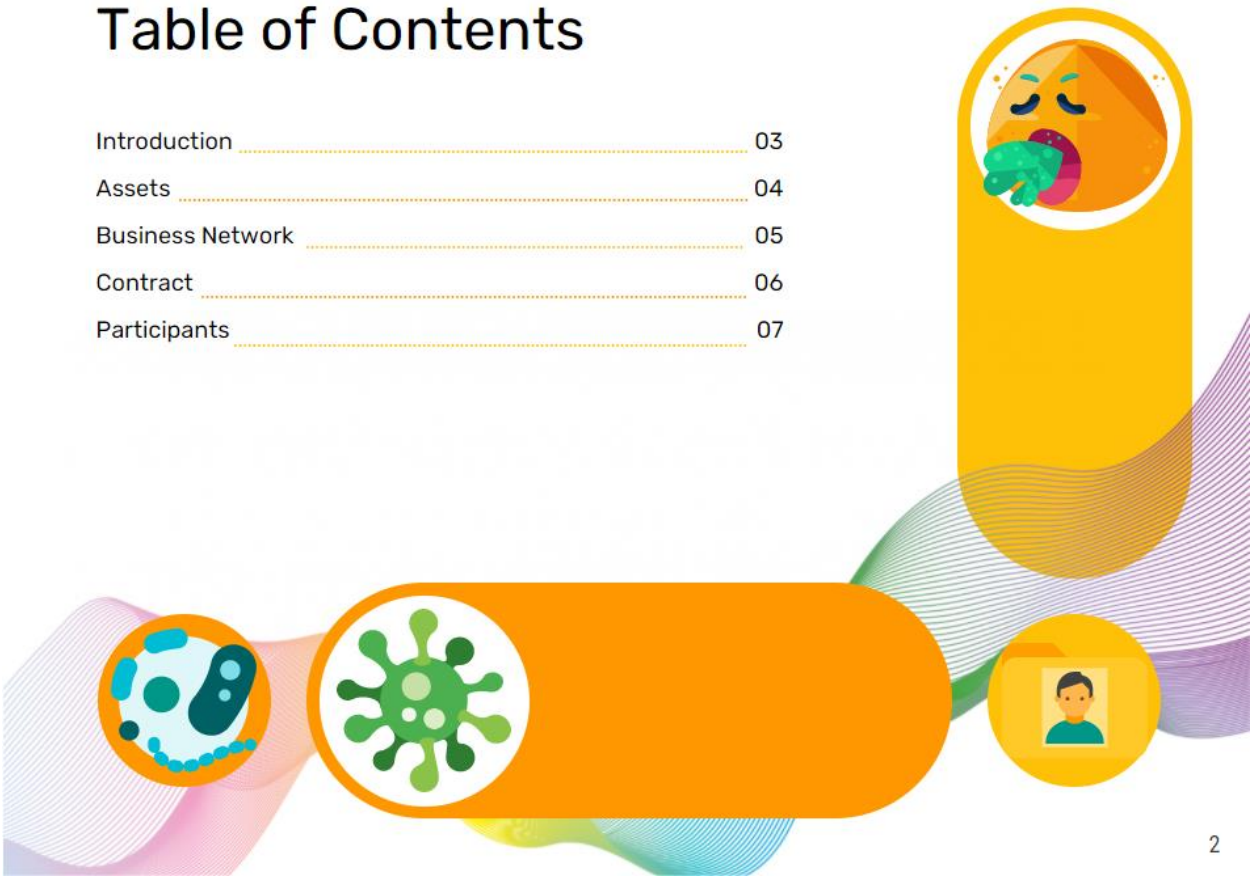 Table of Contents
Introduction 03
Assets 04
Business Network 05
Contract 06
Participants 07
2